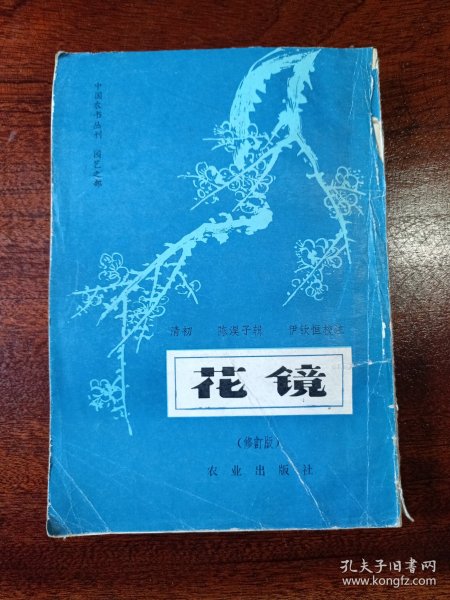 中国农书丛刊 园艺之部
清初 陈淏子辑 伊钦恒校注
花镜
(修訂版)
农业出版社
孔夫子旧书网
www.kongfz.com